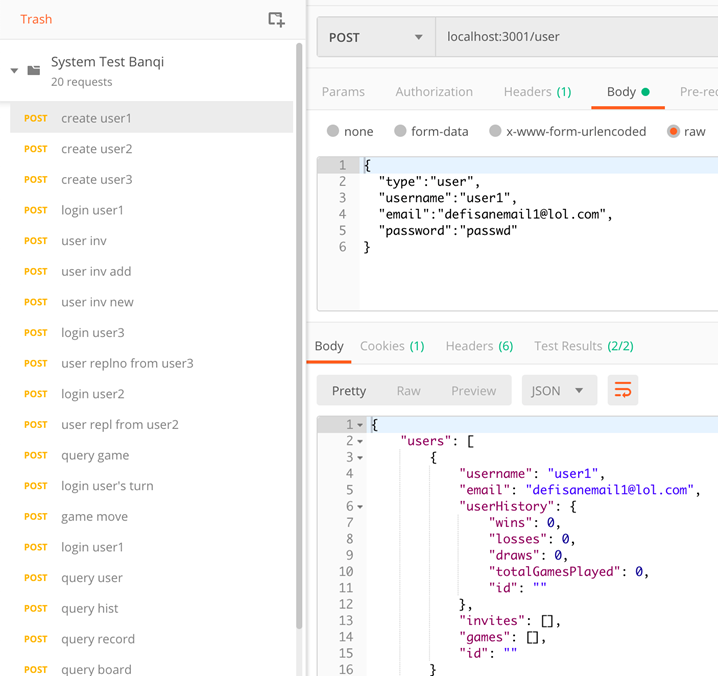 Trash
System Test Banqi
20 requests
POST create user1
POST create user2
POST create user3
POST login user1
POST user inv
POST user inv add
POST user inv new
POST login user3
POST user replno from user3
POST login user2
POST user repl from user2
POST query game
POST login user's turn
POST game move
POST login user1
POST query user
POST query hist
POST query record
POST query board
POST localhost:3001/user
Params Authorization Headers (1) Body Pre-req
none form-data x-www-form-urlencoded raw
1 {
2 "type":"user",
3 "username":"user1",
4 "email":"defisanemail1@lol.com",
5 "password":"passwd"
6 }
Body Cookies (1) Headers (6) Test Results (2/2)
Pretty Raw Preview JSON
1 {
2 "users": [
3 {
4 "username": "user1",
5 "email": "defisanemail1@lol.com",
6 "userHistory": {
7 "wins": 0,
8 "losses": 0,
9 "draws": 0,
10 "totalGamesPlayed": 0,
11 "id": ""
12 },
13 "invites": [],
14 "games": [],
15 "id": ""
16 }